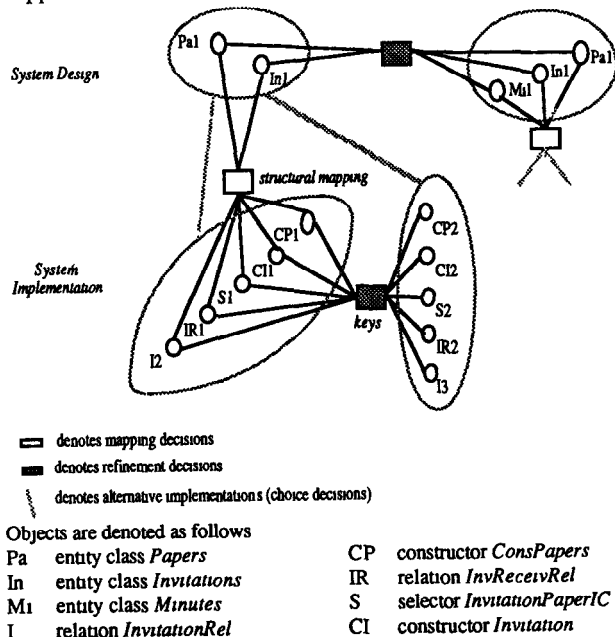 Pa1
Pa1
System Design
In1
In1
Mi1
structural mapping
CP1
CP2
System
Implementation
CI1
CI2
S1
S2
IR1
keys
IR2
I2
I3
denotes mapping decisions
denotes refinement decisions
denotes alternative implementations (choice decisions)
Objects are denoted as follows
Pa entity class Papers CP constructor ConsPapers
In entity class Invitations IR relation InvReceivRel
Mi entity class Minutes S selector InvitationPaperIC
I relation InvitationRel CI constructor Invitation